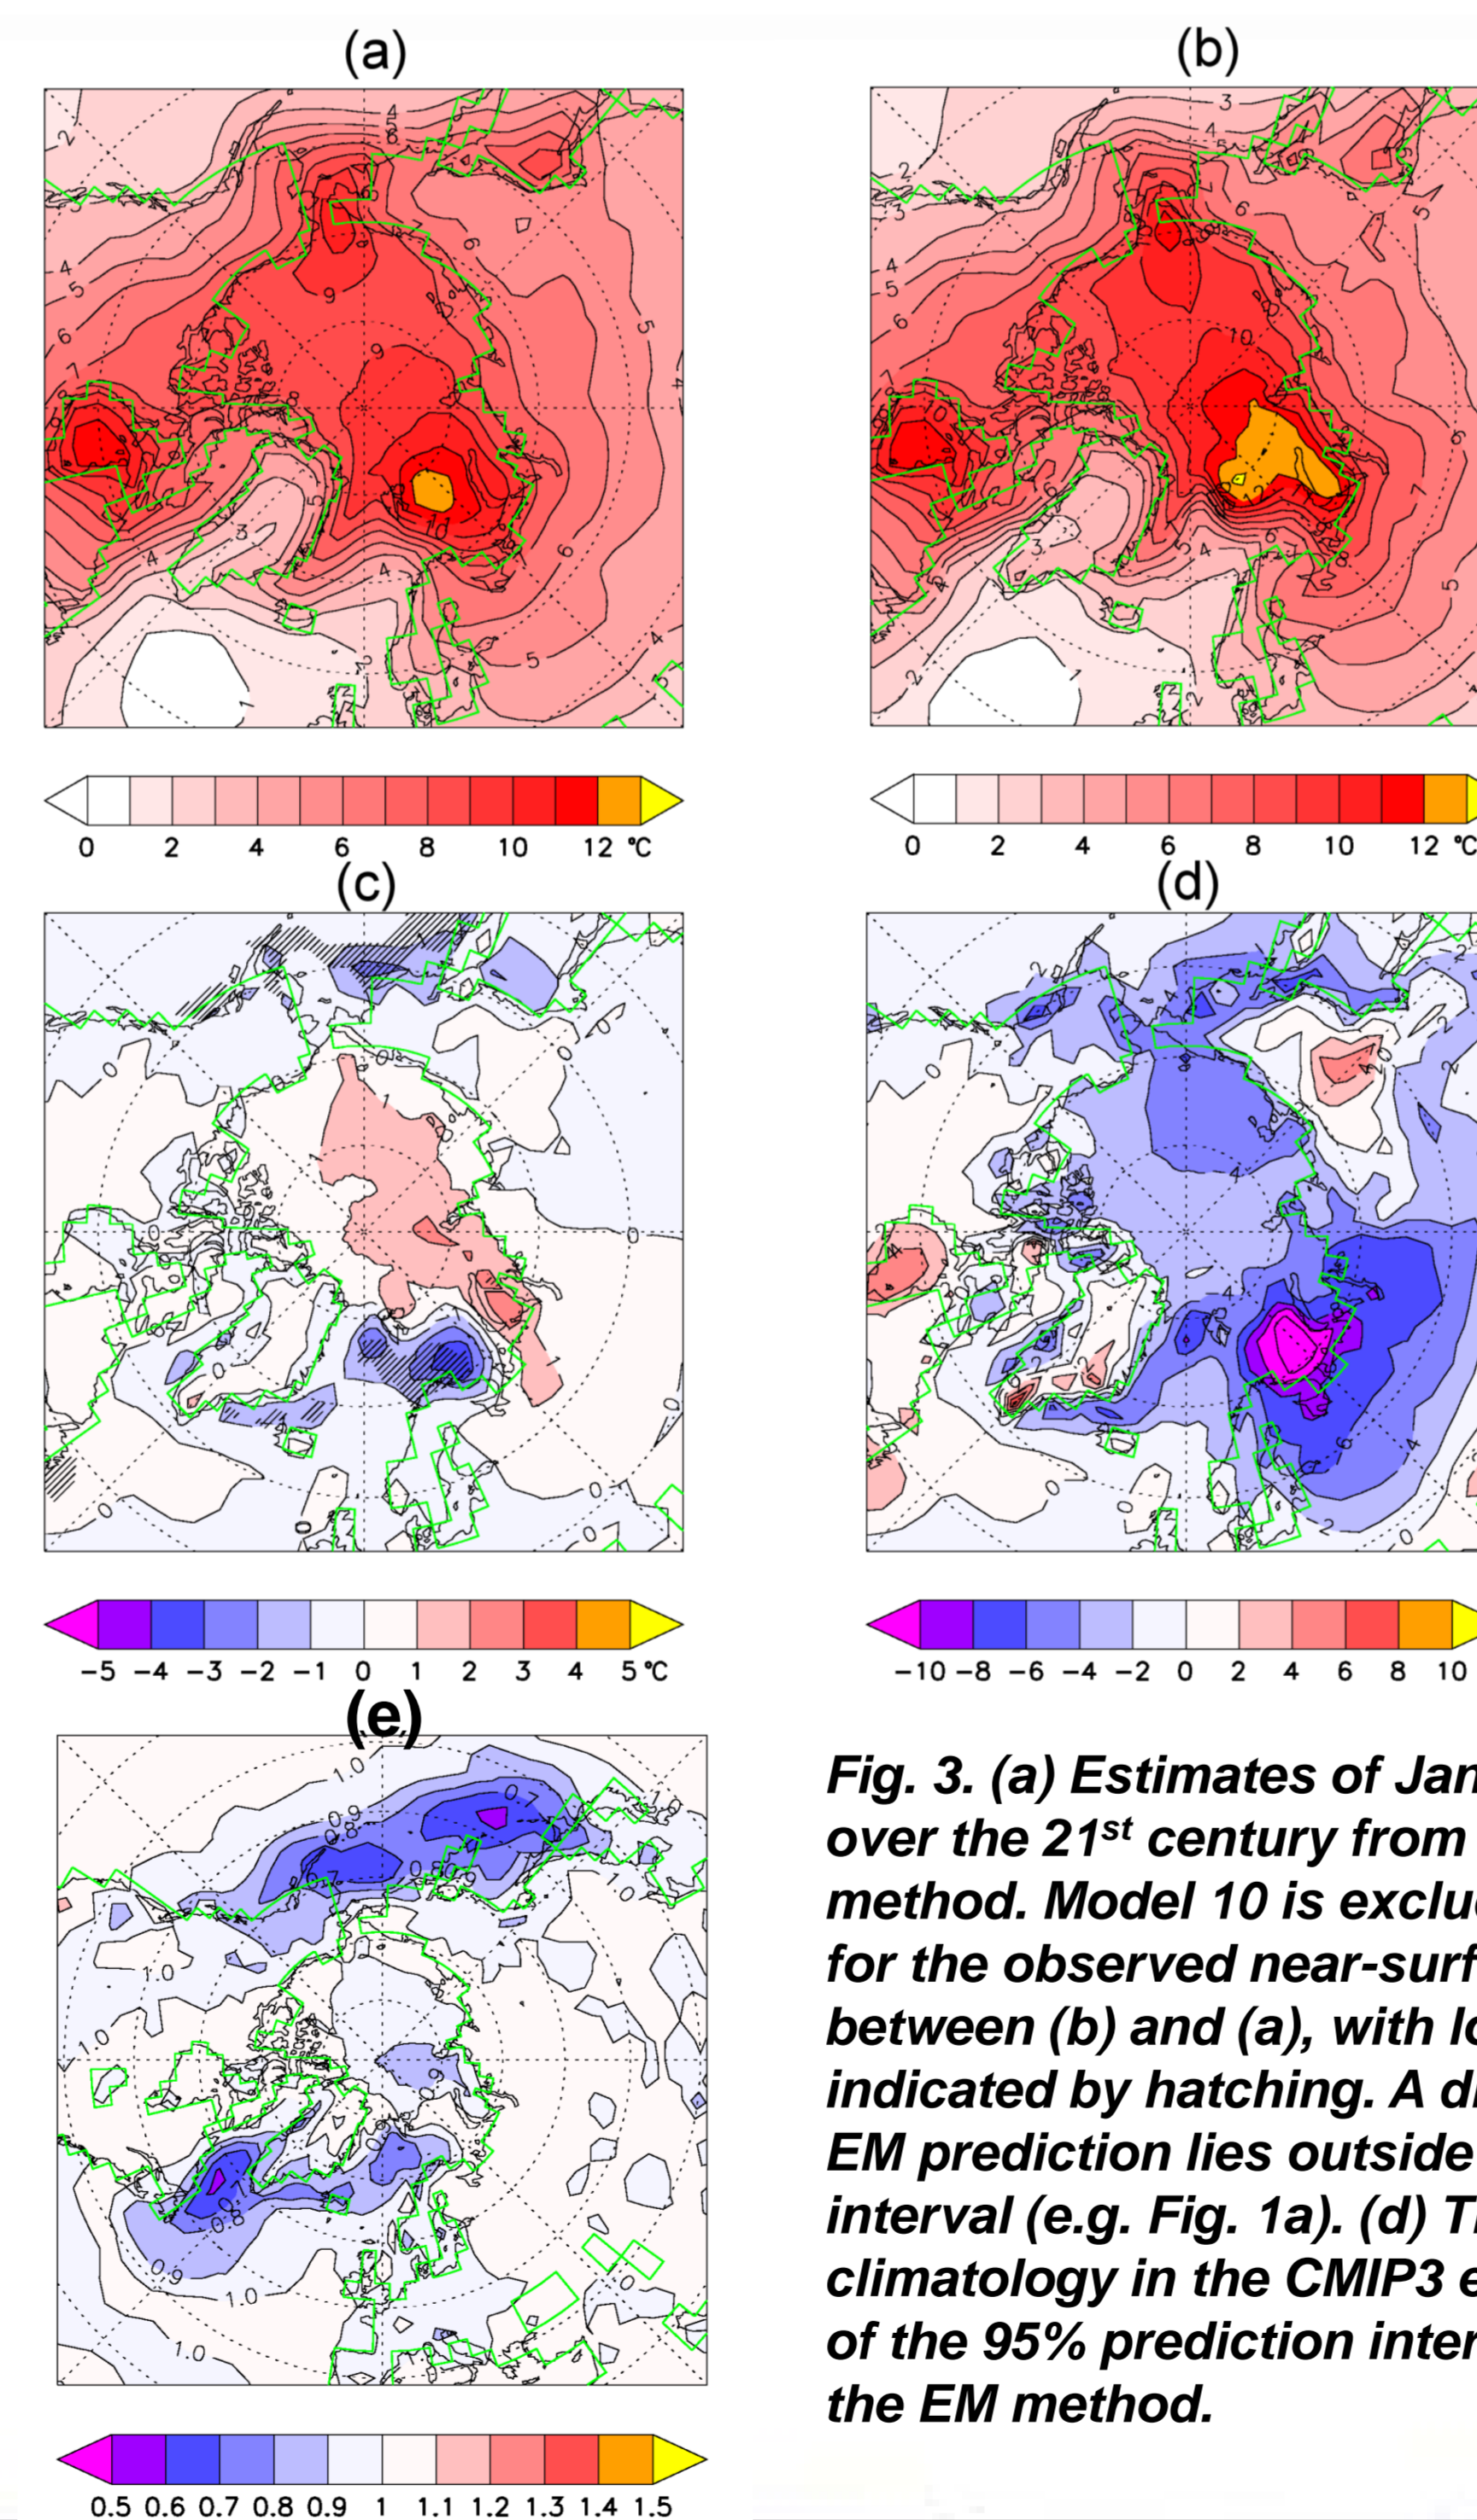 (a)
(b)
0 2 4 6 8 10 12 °C
0 2 4 6 8 10 12 °C
(c)
(d)
−5 −4 −3 −2 −1 0 1 2 3 4 5 °C
−10 −8 −6 −4 −2 0 2 4 6 8 10
(e)
0.5 0.6 0.7 0.8 0.9 1 1.1 1.2 1.3 1.4 1.5
Fig. 3. (a) Estimates of Jan
over the 21st century from
method. Model 10 is exclu
for the observed near-surf
between (b) and (a), with lo
indicated by hatching. A di
EM prediction lies outside
interval (e.g. Fig. 1a). (d) T
climatology in the CMIP3 e
of the 95% prediction inter
the EM method.